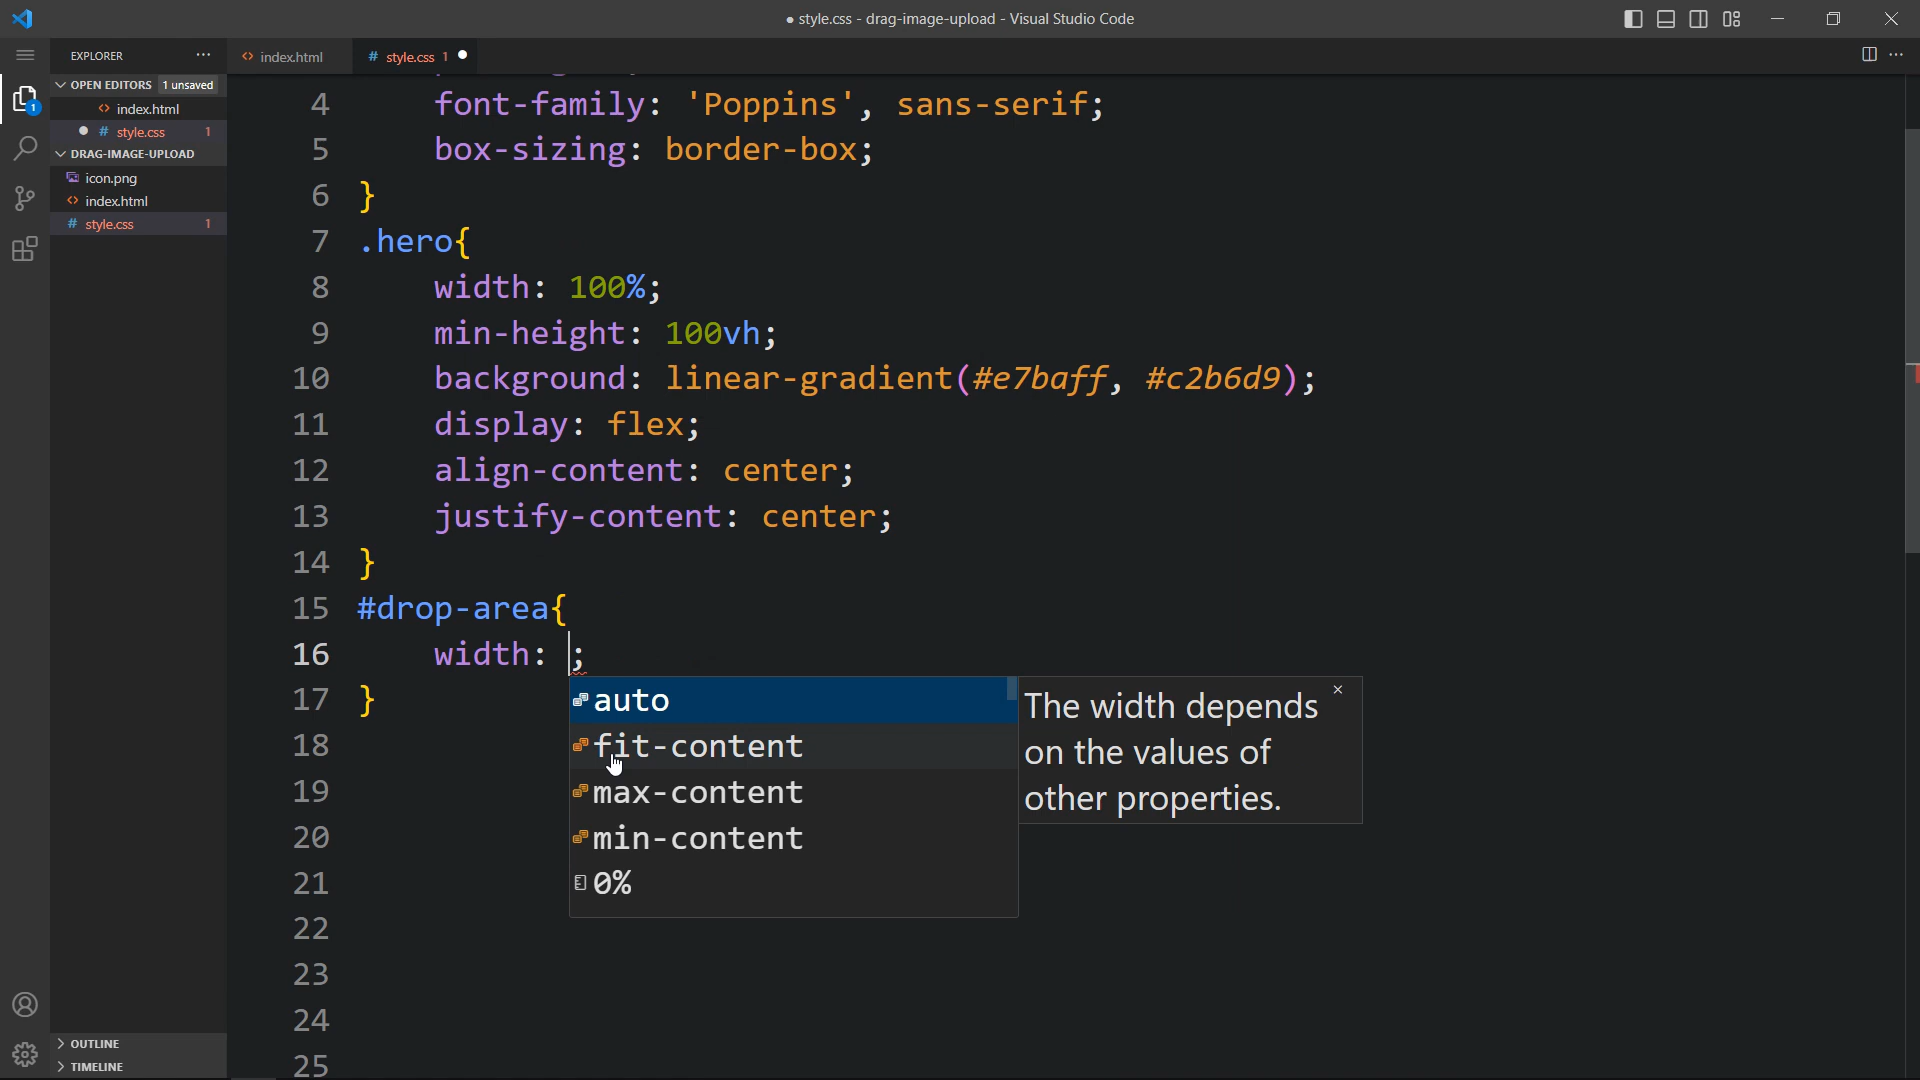 ● style.css - drag-image-upload - Visual Studio Code
EXPLORER
OPEN EDITORS 1 unsaved
<> index.html
● # style.css 1
DRAG-IMAGE-UPLOAD
icon.png
<> index.html
# style.css 1
OUTLINE
TIMELINE
1
<> index.html
# style.css 1 ●
4 font-family: 'Poppins', sans-serif;
5 box-sizing: border-box;
6 }
7 .hero{
8 width: 100%;
9 min-height: 100vh;
10 background: linear-gradient(#e7baff, #c2b6d9);
11 display: flex;
12 align-content: center;
13 justify-content: center;
14 }
15 #drop-area{
16 width: ;
17 }
18
19
20
21
22
23
24
25
auto
fit-content
max-content
min-content
0%
The width depends
on the values of
other properties.